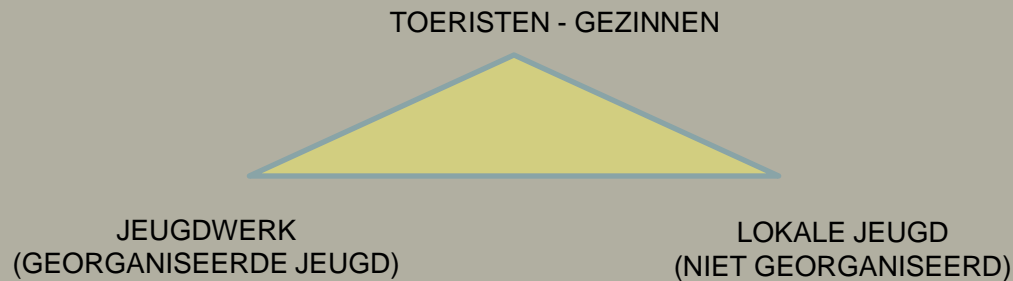 TOERISTEN - GEZINNEN
JEUGDWERK
(GEORGANISEERDE JEUGD)
LOKALE JEUGD
(NIET GEORGANISEERD)